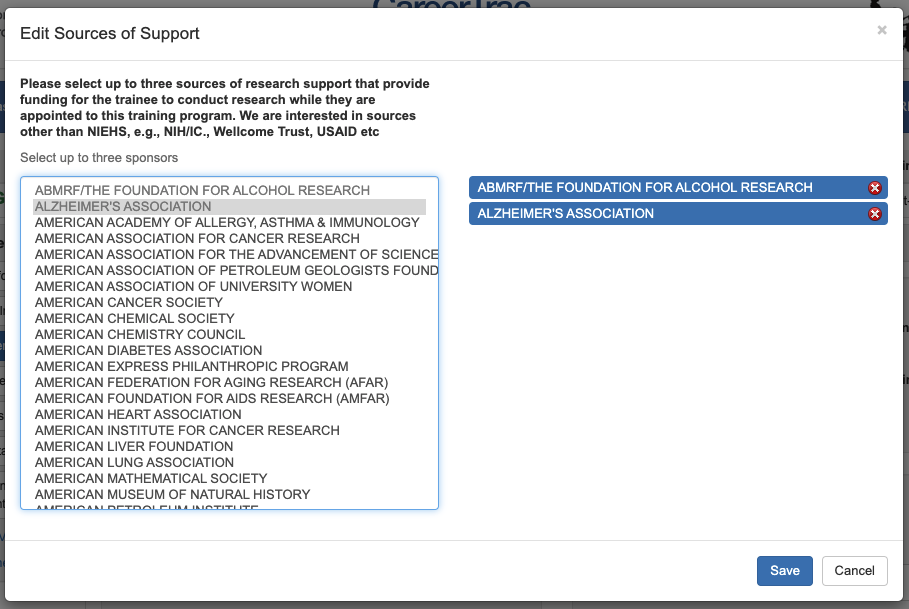 CareerTrac
Edit Sources of Support
×
Please select up to three sources of research support that provide
funding for the trainee to conduct research while they are
appointed to this training program. We are interested in sources
other than NIEHS, e.g., NIH/IC., Wellcome Trust, USAID etc
Select up to three sponsors
ABMRF/THE FOUNDATION FOR ALCOHOL RESEARCH
ALZHEIMER'S ASSOCIATION
AMERICAN ACADEMY OF ALLERGY, ASTHMA & IMMUNOLOGY
AMERICAN ASSOCIATION FOR CANCER RESEARCH
AMERICAN ASSOCIATION FOR THE ADVANCEMENT OF SCIENCE
AMERICAN ASSOCIATION OF PETROLEUM GEOLOGISTS FOUND
AMERICAN ASSOCIATION OF UNIVERSITY WOMEN
AMERICAN CANCER SOCIETY
AMERICAN CHEMICAL SOCIETY
AMERICAN CHEMISTRY COUNCIL
AMERICAN DIABETES ASSOCIATION
AMERICAN EXPRESS PHILANTHROPIC PROGRAM
AMERICAN FEDERATION FOR AGING RESEARCH (AFAR)
AMERICAN FOUNDATION FOR AIDS RESEARCH (AMFAR)
AMERICAN HEART ASSOCIATION
AMERICAN INSTITUTE FOR CANCER RESEARCH
AMERICAN LIVER FOUNDATION
AMERICAN LUNG ASSOCIATION
AMERICAN MATHEMATICAL SOCIETY
AMERICAN MUSEUM OF NATURAL HISTORY
AMERICAN PETROLEUM INSTITUTE
ABMRF/THE FOUNDATION FOR ALCOHOL RESEARCH
ALZHEIMER'S ASSOCIATION
Save
Cancel